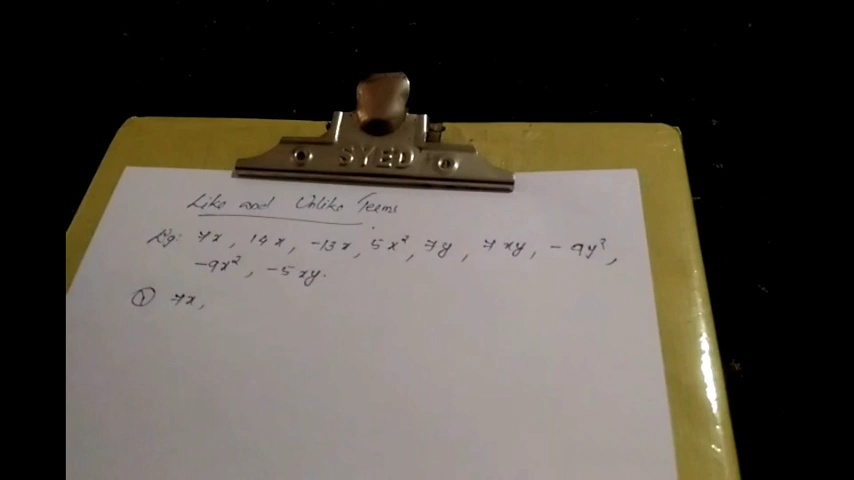 SYED
Like and Unlike Terms
Eg: 7x, 14x, -13x, 5x², 7y, 7xy, -9y²,
-9x², -5xy.
① 7x,